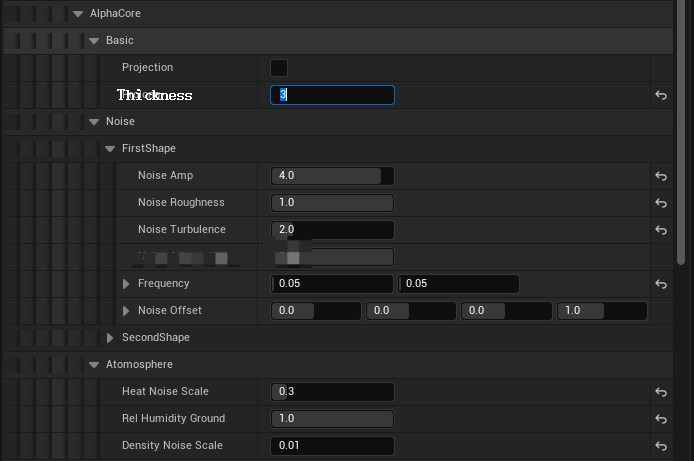 AlphaCore
Basic
Projection
Thickness 3
Noise
FirstShape
Noise Amp 4.0
Noise Roughness 1.0
Noise Turbulence 2.0
Frequency 0.05 0.05
Noise Offset 0.0 0.0 0.0 1.0
SecondShape
Atomosphere
Heat Noise Scale 0.3
Rel Humidity Ground 1.0
Density Noise Scale 0.01